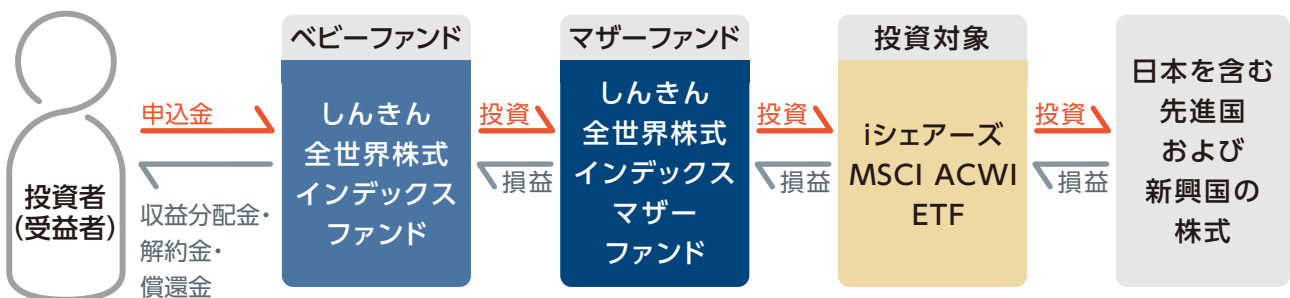 投資者
(受益者)
申込金
収益分配金・
解約金・
償還金
ベビーファンド
しんきん
全世界株式
インデックス
ファンド
投資
損益
マザーファンド
しんきん
全世界株式
インデックス
マザー
ファンド
投資
損益
投資対象
iシェアーズ
MSCI ACWI
ETF
投資
損益
日本を含む
先進国
および
新興国の
株式